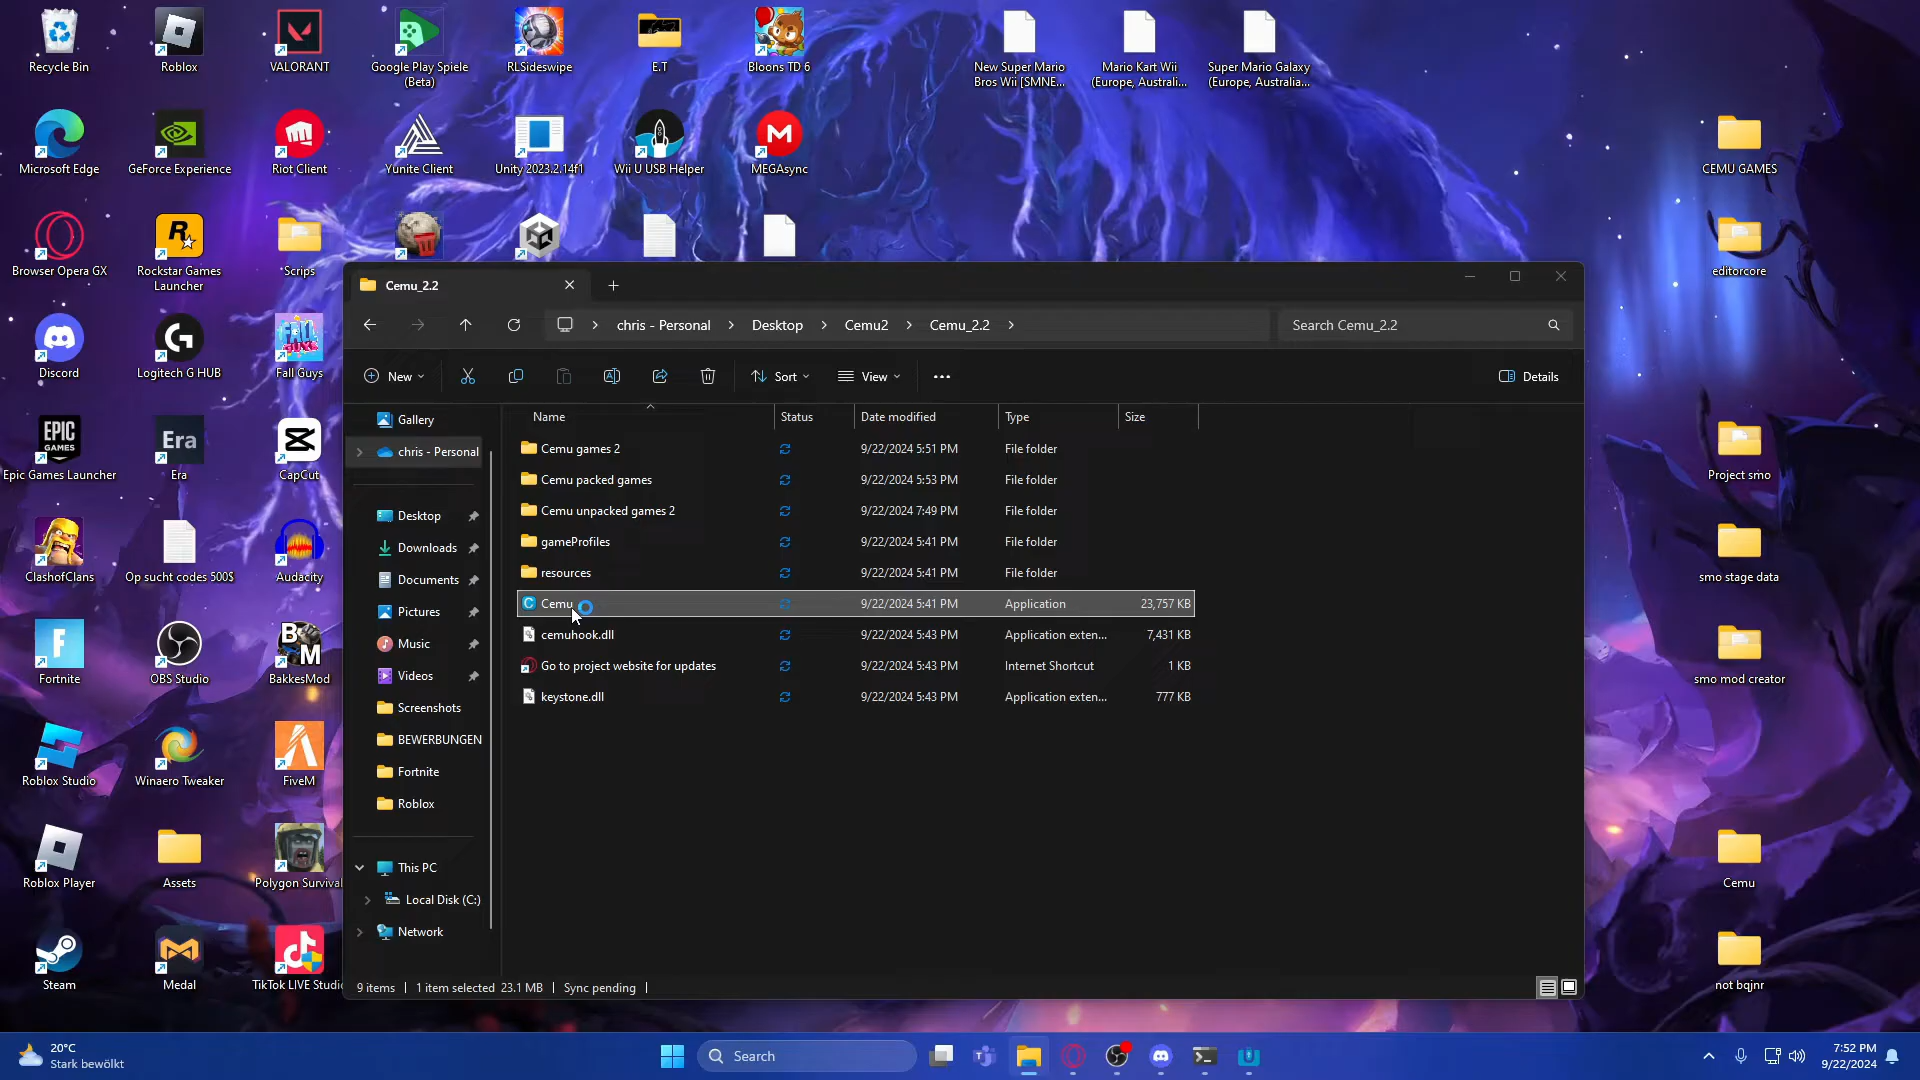 Recycle Bin
Roblox
VALORANT
Google Play Spiele
(Beta)
RLSideswipe
E.T
Bloons TD 6
New Super Mario
Bros Wii [SMNE...
Mario Kart Wii
(Europe, Australi...
Super Mario Galaxy
(Europe, Australia...
Microsoft Edge
GeForce Experience
Riot Client
Yunite Client
Unity 2023.2.14f1
Wii U USB Helper
MEGAsync
CEMU GAMES
Browser Opera GX
Rockstar Games
Launcher
Scrips
editorcore
Discord
Logitech G HUB
Fall Guys
Epic Games Launcher
Era
Era
CapCut
Project smo
ClashofClans
Op sucht codes 500$
Audacity
smo stage data
Fortnite
OBS Studio
BakkesMod
smo mod creator
Roblox Studio
Winaero Tweaker
FiveM
Roblox Player
Assets
Polygon Survival
Cemu
Steam
Medal
TikTok LIVE Studio
not bqjnr
Cemu_2.2
chris - Personal
Desktop
Cemu2
Cemu_2.2
Search Cemu_2.2
New
Sort
View
Details
Gallery
chris - Personal
Desktop
Downloads
Documents
Pictures
Music
Videos
Screenshots
BEWERBUNGEN
Fortnite
Roblox
This PC
Local Disk (C:)
Network
Name Status Date modified Type Size
Cemu games 2 9/22/2024 5:51 PM File folder
Cemu packed games 9/22/2024 5:53 PM File folder
Cemu unpacked games 2 9/22/2024 7:49 PM File folder
gameProfiles 9/22/2024 5:41 PM File folder
resources 9/22/2024 5:41 PM File folder
Cemu 9/22/2024 5:41 PM Application 23,757 KB
cemuhook.dll 9/22/2024 5:43 PM Application exten... 7,431 KB
Go to project website for updates 9/22/2024 5:43 PM Internet Shortcut 1 KB
keystone.dll 9/22/2024 5:43 PM Application exten... 777 KB
9 items 1 item selected 23.1 MB Sync pending
20°C
Stark bewölkt
Search
7:52 PM
9/22/2024